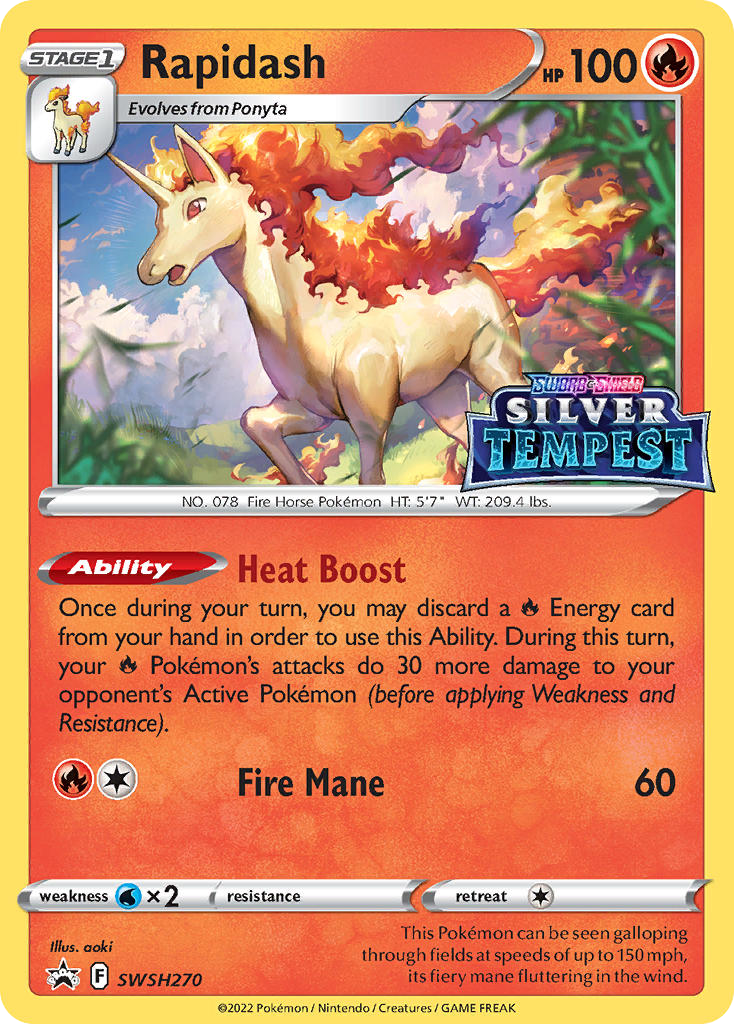 STAGE1
Rapidash
HP 100
Evolves from Ponyta
SWORD & SHIELD
SILVER
TEMPEST
NO. 078 Fire Horse Pokémon HT: 5'7" WT: 209.4 lbs.
Ability Heat Boost
Once during your turn, you may discard a Energy card
from your hand in order to use this Ability. During this turn,
your Pokémon's attacks do 30 more damage to your
opponent's Active Pokémon (before applying Weakness and
Resistance).
Fire Mane 60
weakness ×2 resistance retreat
Illus. aoki
This Pokémon can be seen galloping
through fields at speeds of up to 150 mph,
its fiery mane fluttering in the wind.
F SWSH270
©2022 Pokémon / Nintendo / Creatures / GAME FREAK